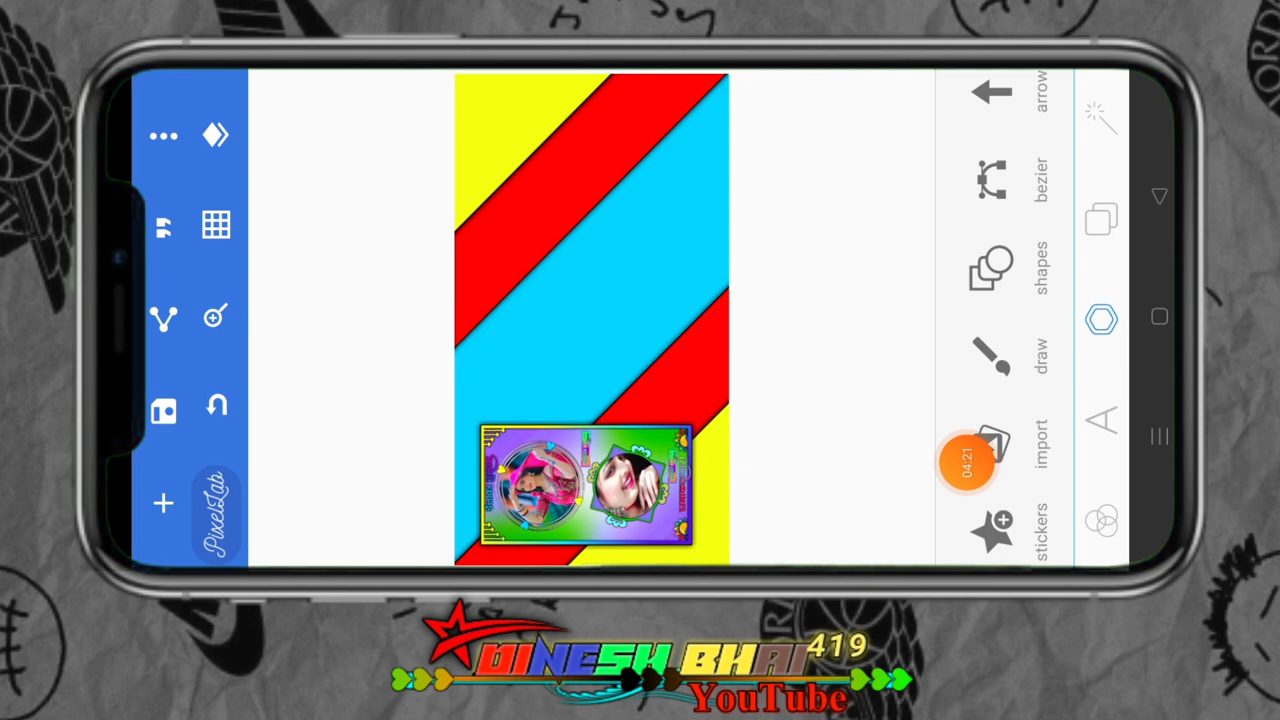 PixelLab
arrow
bezier
shapes
draw
import
stickers
04:21
DINESH BHAI 419
YouTube